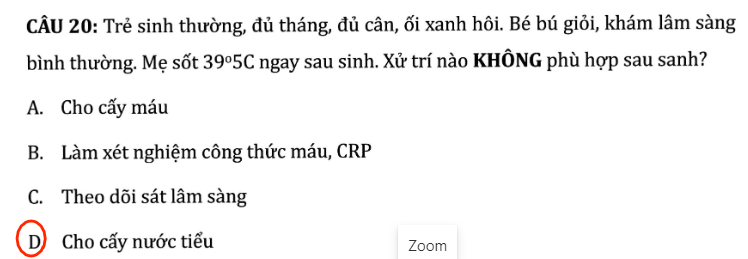 CÂU 20: Trẻ sinh thường, đủ tháng, đủ cân, ối xanh hôi. Bé bú giỏi, khám lâm sàng
bình thường. Mẹ sốt 39⁰5C ngay sau sinh. Xử trí nào KHÔNG phù hợp sau sanh?
A. Cho cấy máu
B. Làm xét nghiệm công thức máu, CRP
C. Theo dõi sát lâm sàng
D Cho cấy nước tiểu
Zoom